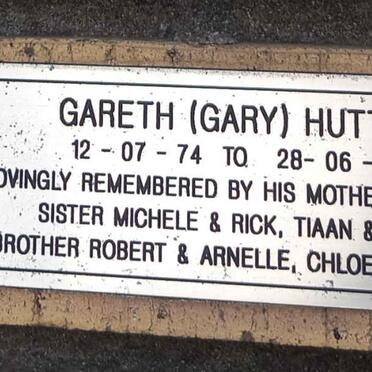 GARETH (GARY) HUTT
12 - 07 - 74 TO 28- 06 -
OVINGLY REMEMBERED BY HIS MOTHE
SISTER MICHELE & RICK, TIAAN &
BROTHER ROBERT & ARNELLE, CHLOE